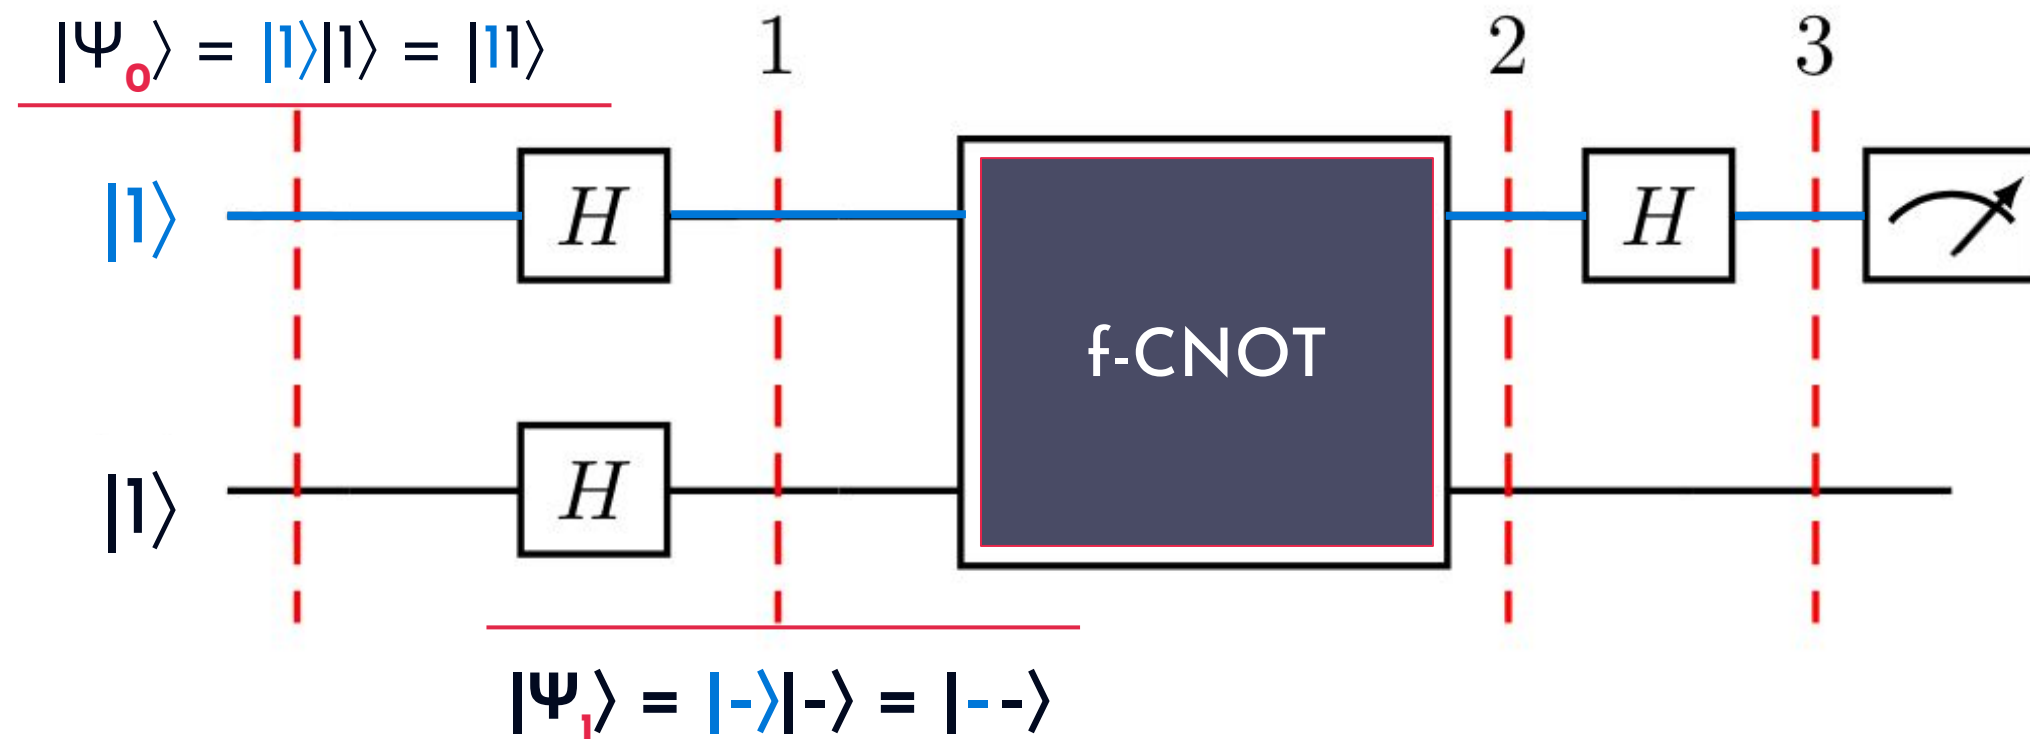 |Ψ₀⟩ = |1⟩|1⟩ = |11⟩
1
2
3
|1⟩
H
H
f-CNOT
|1⟩
H
|Ψ₁⟩ = |-⟩|-⟩ = |--⟩